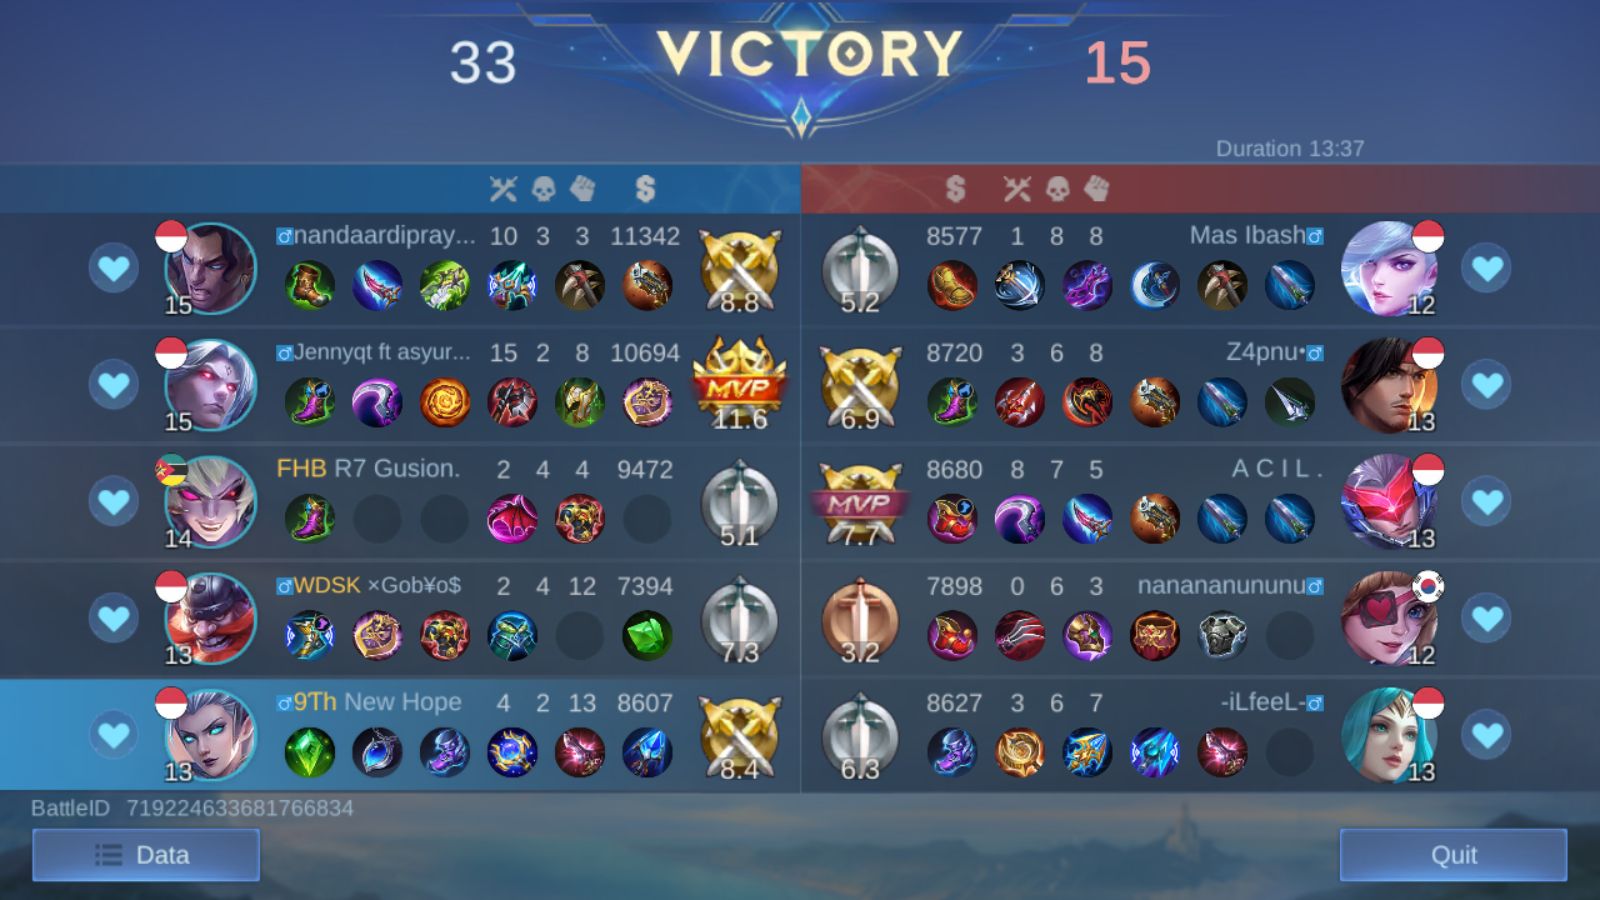 33 VICTORY 15
Duration 13:37
♂nandaardipray... 10 3 3 11342
15 8.8
8577 1 8 8 Mas Ibash♂
5.2 12
♂Jennyqt ft asyur... 15 2 8 10694
MVP
15 11.6
8720 3 6 8 Z4pnu•♂
6.9 13
FHB R7 Gusion. 2 4 4 9472
14 5.1
8680 8 7 5 A C I L .
MVP
7.7 13
♂WDSK ×Gob¥o$ 2 4 12 7394
13 7.3
7898 0 6 3 nanananununu♂
3.2 12
♂9Th New Hope 4 2 13 8607
13 8.4
8627 3 6 7 -iLfeeL-♂
6.3 13
BattleID 719224633681766834
Data
Quit